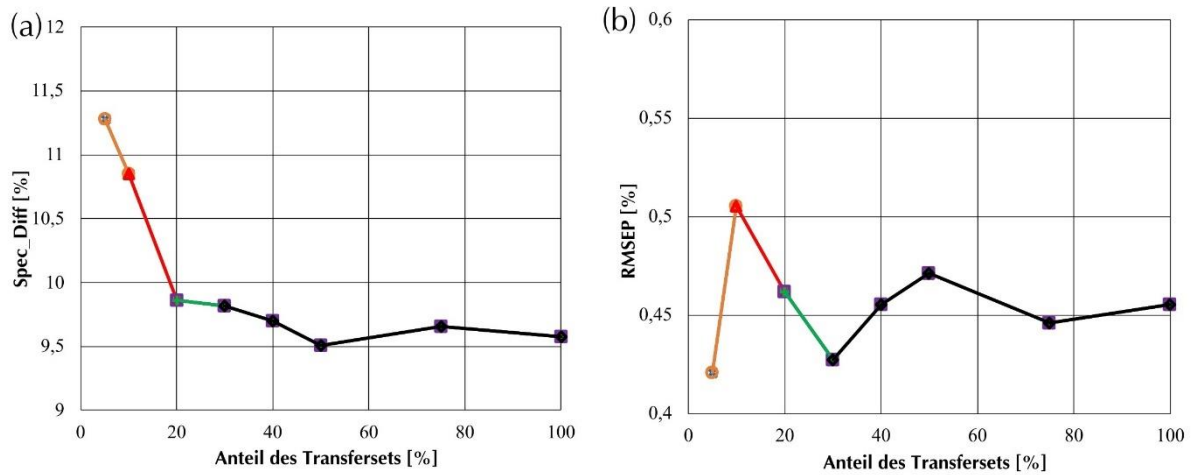 (a)
12
11,5
11
10,5
10
9,5
9
Spec_Diff [%]
0 20 40 60 80 100
Anteil des Transfersets [%]
(b)
0,6
0,55
0,5
0,45
0,4
RMSEP [%]
0 20 40 60 80 100
Anteil des Transfersets [%]